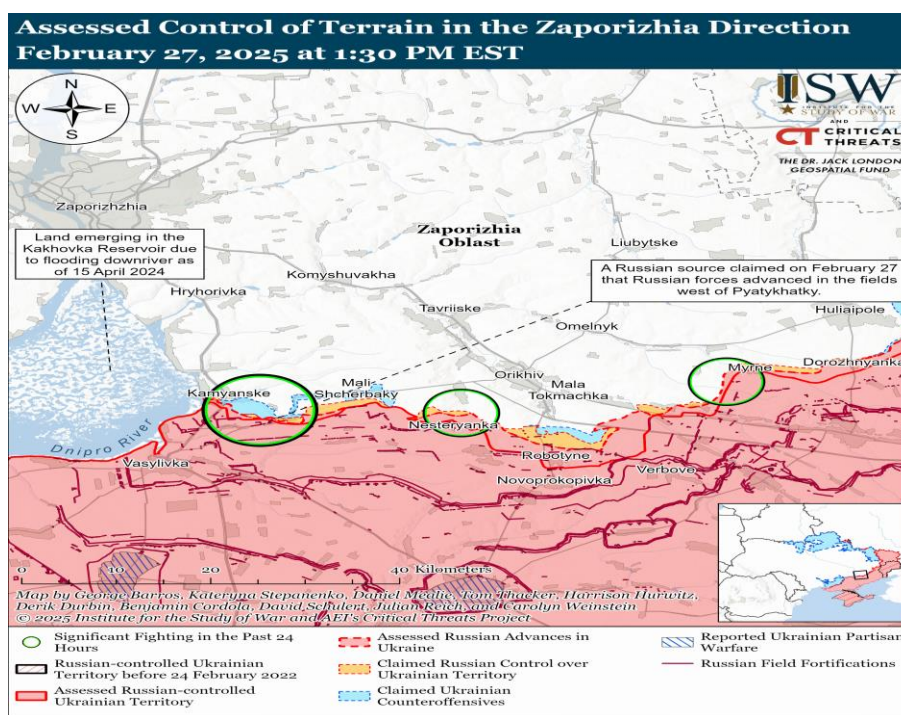 Assessed Control of Terrain in the Zaporizhia Direction
February 27, 2025 at 1:30 PM EST
N
W E
S
ISW
INSTITUTE FOR THE
STUDY OF WAR
AND
CT CRITICAL
THREATS
THE DR. JACK LONDON
GEOSPATIAL FUND
Zaporizhzhia
Land emerging in the
Kakhovka Reservoir due
to flooding downriver as
of 15 April 2024
Zaporizhia
Oblast
Liubytske
Komyshuvakha
A Russian source claimed on February 27
that Russian forces advanced in the fields
west of Pyatykhatky.
Hryhorivka
Tavriiske
Huliaipole
Omelnyk
Orikhiv
Myrne
Dorozhnyanka
Kamyanske
Mali
Shcherbaky
Mala
Tokmachka
Nesteryanka
Dnipro River
Vasylivka
Robotyne
Novoprokopivka
Verbove
0 10 20 40 Kilometers
Map by George Barros, Kateryna Stepanenko, Daniel Mealie, Tom Thacker, Harrison Hurwitz,
Derik Durbin, Benjamin Cordola, David Schulert, Julian Reich, and Carolyn Weinstein
© 2025 Institute for the Study of War and AEI's Critical Threats Project
Significant Fighting in the Past 24
Hours
Russian-controlled Ukrainian
Territory before 24 February 2022
Assessed Russian-controlled
Ukrainian Territory
Assessed Russian Advances in
Ukraine
Claimed Russian Control over
Ukrainian Territory
Claimed Ukrainian
Counteroffensives
Reported Ukrainian Partisan
Warfare
Russian Field Fortifications